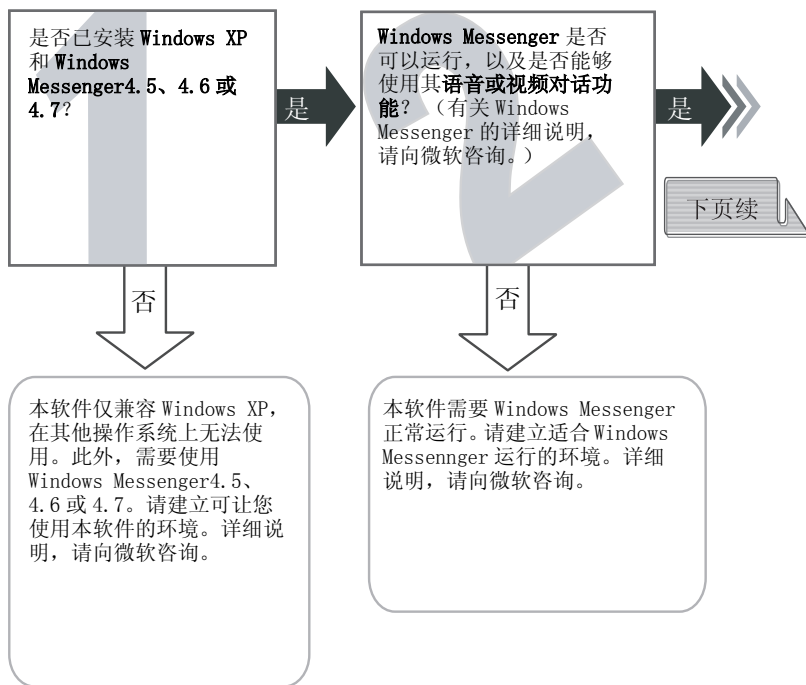 是否已安装 Windows XP
和 Windows
Messenger4.5、4.6 或
4.7？
1
是
Windows Messenger 是否
可以运行，以及是否能够
使用其语音或视频对话功
能？（有关 Windows
Messenger 的详细说明，
请向微软咨询。）
2
是
下页续
否
否
本软件仅兼容 Windows XP，
在其他操作系统上无法使
用。此外，需要使用
Windows Messenger4.5、
4.6 或 4.7。请建立可让您
使用本软件的环境。详细说
明，请向微软咨询。
本软件需要 Windows Messenger
正常运行。请建立适合 Windows
Messennger 运行的环境。详细
说明，请向微软咨询。